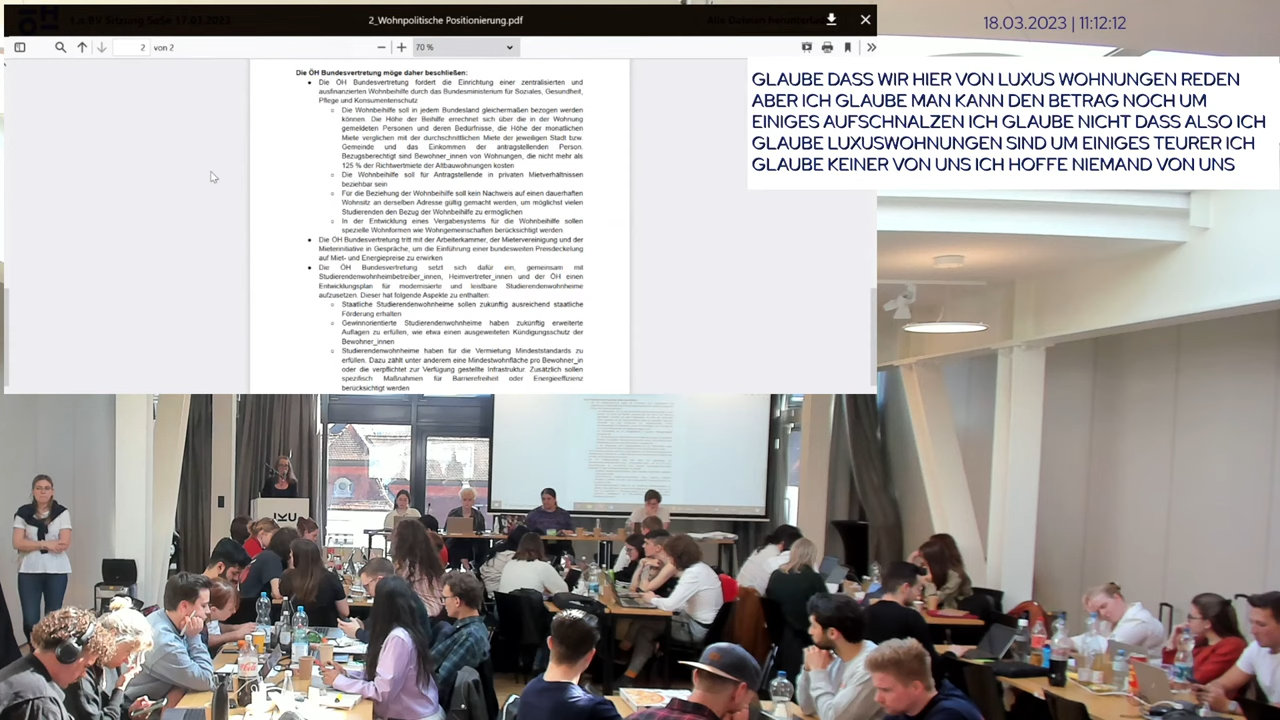 1.o.BV Sitzung SoSe 17.03.2023
2_Wohnpolitische Positionierung.pdf
18.03.2023 | 11:12:12
2 von 2
70 %
GLAUBE DASS WIR HIER VON LUXUS WOHNUNGEN REDEN
ABER ICH GLAUBE MAN KANN DEN BETRAG NOCH UM
EINIGES AUFSCHNALZEN ICH GLAUBE NICHT DASS ALSO ICH
GLAUBE LUXUSWOHNUNGEN SIND UM EINIGES TEURER ICH
GLAUBE KEINER VON UNS ICH HOFFE NIEMAND VON UNS
Die ÖH Bundesvertretung möge daher beschließen:
• Die ÖH Bundesvertretung fordert die Einrichtung einer zentralisierten und
ausfinanzierten Wohnbeihilfe durch das Bundesministerium für Soziales, Gesundheit,
Pflege und Konsumentenschutz
○ Die Wohnbeihilfe soll in jedem Bundesland gleichermaßen bezogen werden
können. Die Höhe der Beihilfe errechnet sich über die in der Wohnung
gemeldeten Personen und deren Bedürfnisse, die Höhe der monatlichen
Miete verglichen mit der durchschnittlichen Miete der jeweiligen Stadt bzw.
Gemeinde und das Einkommen der antragstellenden Person.
Bezugsberechtigt sind Bewohner_innen von Wohnungen, die nicht mehr als
125 % der Richtwertmiete der Altbauwohnungen kosten
○ Die Wohnbeihilfe soll für Antragstellende in privaten Mietverhältnissen
beziehbar sein
○ Für die Beziehung der Wohnbeihilfe soll kein Nachweis auf einen dauerhaften
Wohnsitz an derselben Adresse gültig gemacht werden, um möglichst vielen
Studierenden den Bezug der Wohnbeihilfe zu ermöglichen
○ In der Entwicklung eines Vergabesystems für die Wohnbeihilfe sollen
spezielle Wohnformen wie Wohngemeinschaften berücksichtigt werden.
• Die ÖH Bundesvertretung tritt mit der Arbeiterkammer, der Mietervereinigung und der
Mieterinitiative in Gespräche, um die Einführung einer bundesweiten Preisdeckelung
auf Miet- und Energiepreise zu erwirken
• Die ÖH Bundesvertretung setzt sich dafür ein, gemeinsam mit
Studierendenwohnheimbetreiber_innen, Heimvertreter_innen und der ÖH einen
Entwicklungsplan für modernisierte und leistbare Studierendenwohnheime
aufzusetzen. Dieser hat folgende Aspekte zu enthalten:
○ Staatliche Studierendenwohnheime sollen zukünftig ausreichend staatliche
Förderung erhalten
○ Gewinnorientierte Studierendenwohnheime haben zukünftig erweiterte
Auflagen zu erfüllen, wie etwa einen ausgeweiteten Kündigungsschutz der
Bewohner_innen
○ Studierendenwohnheime haben für die Vermietung Mindeststandards zu
erfüllen. Dazu zählt unter anderem eine Mindestwohnfläche pro Bewohner_in
oder die verpflichtet zur Verfügung gestellte Infrastruktur. Zusätzlich sollen
spezifisch Maßnahmen für Barrierefreiheit oder Energieeffizienz
berücksichtigt werden
JKU